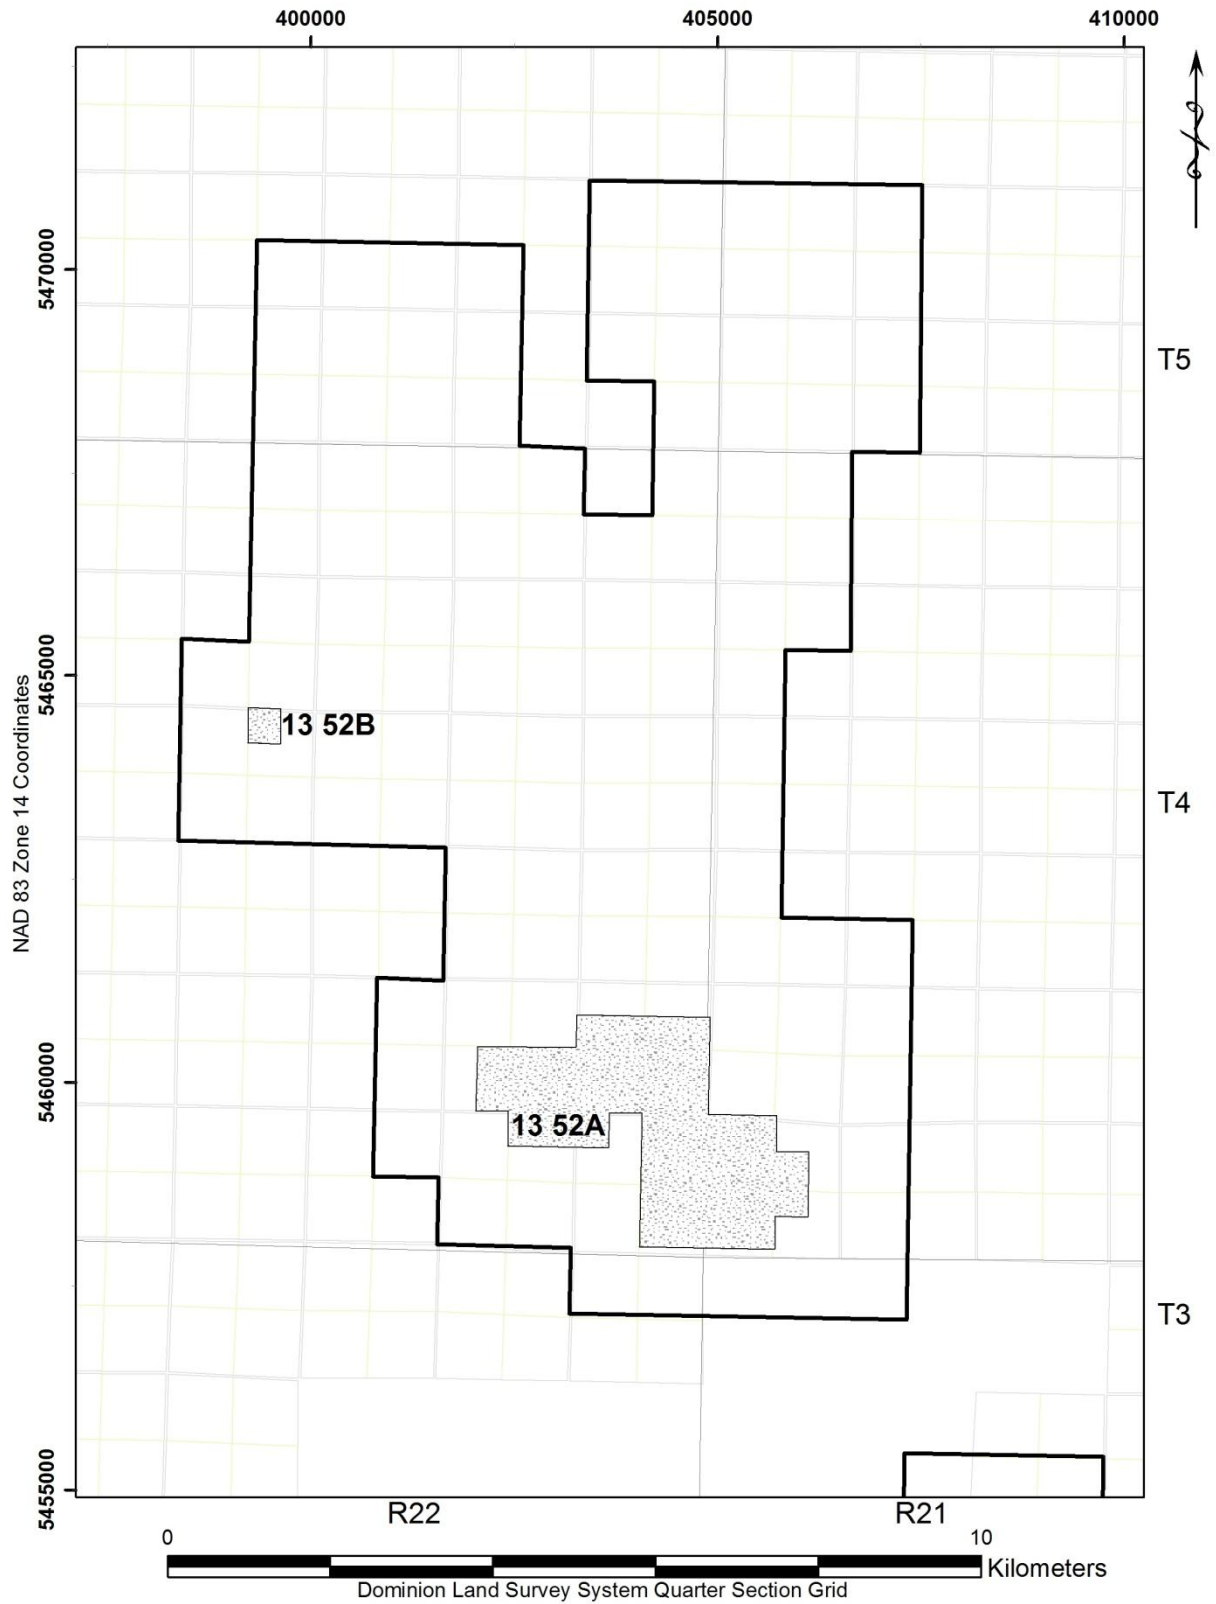 400000
405000
410000
5470000
T5
5465000
NAD 83 Zone 14 Coordinates
13 52B
T4
5460000
13 52A
T3
5455000
R22
R21
0
10
Kilometers
Dominion Land Survey System Quarter Section Grid